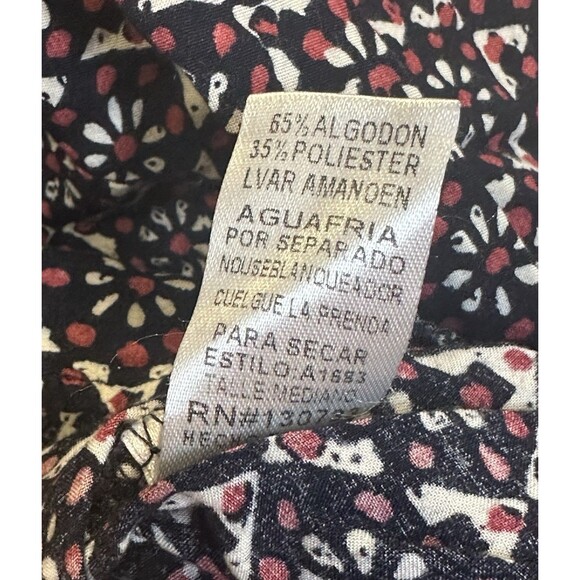 65% ALGODON
35% POLIESTER
LVAR AMANOEN
AGUAFRIA
POR SEPARADO
NOUSEBLANQUEADOR
CUELGUE LA PRENDA
PARA SECAR
ESTILO: A1683
TALLE MEDIANO